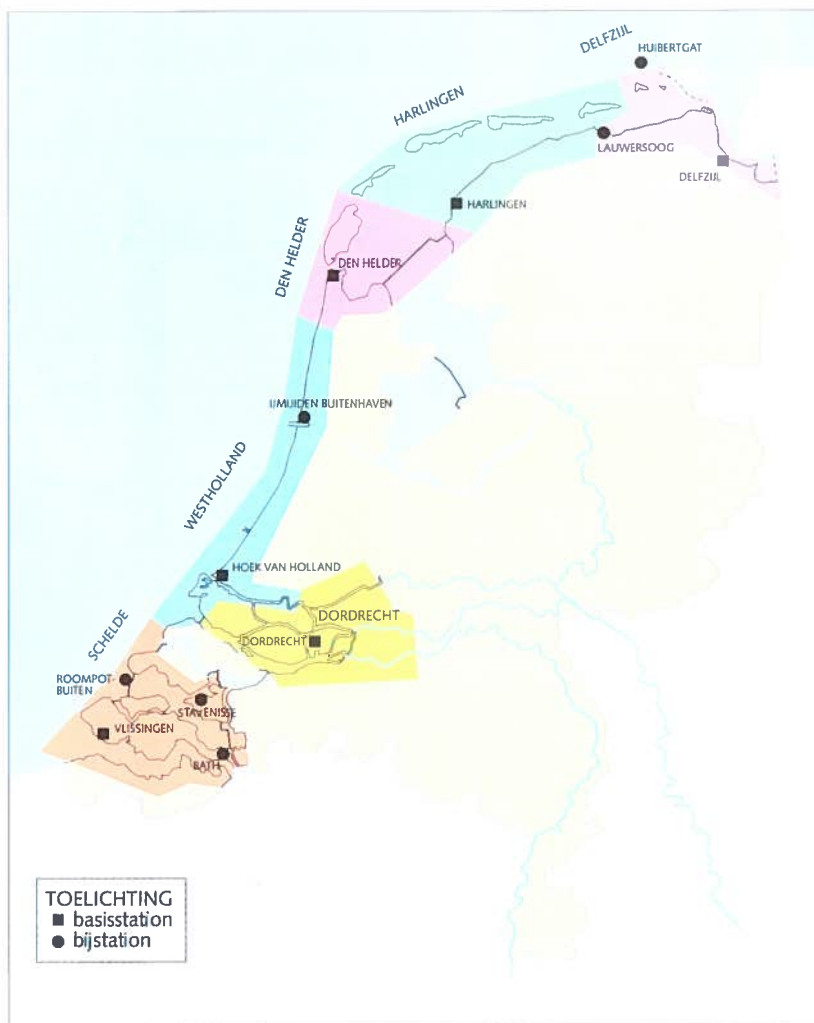 DELFZIJL
HUIBERTGAT
HARLINGEN
LAUWERSOOG
DELFZIJL
HARLINGEN
DEN HELDER
DEN HELDER
IJMUIDEN BUITENHAVEN
WESTHOLLAND
HOEK VAN HOLLAND
SCHELDE
DORDRECHT
DORDRECHT
ROOMPOT
BUITEN
STAVENISSE
VLISSINGEN
BATH
TOELICHTING
basisstation
bijstation